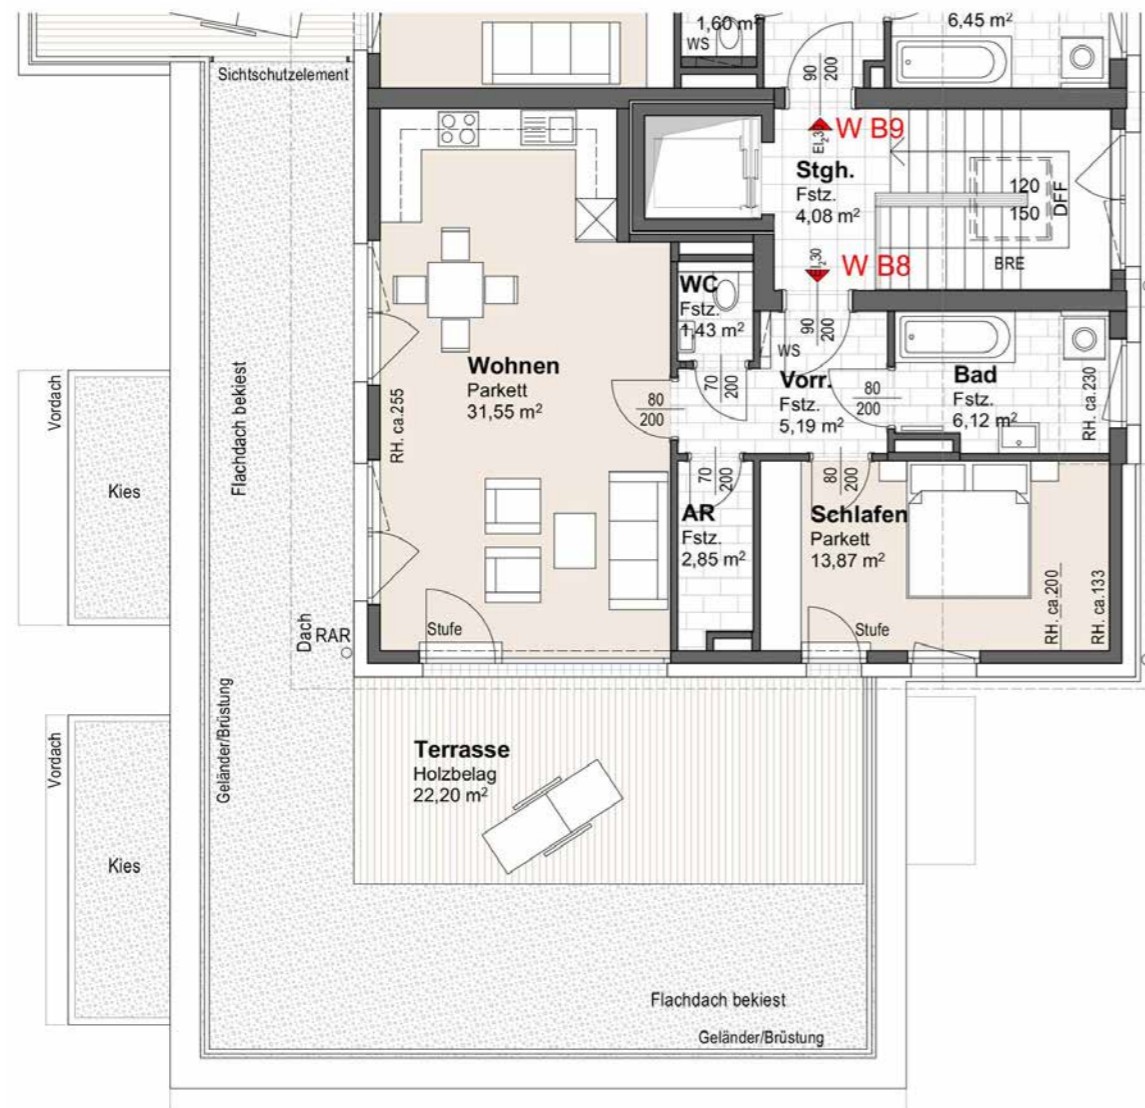 1,60 m²
WS
6,45 m²
Sichtschutzelement
90
200
W B9
EI₂30
Stgh.
Fstz.
4,08 m²
120
150
DFF
BRE
W B8
EI₂30
WC
Fstz.
1,43 m²
90
200
WS
Wohnen
Parkett
31,55 m²
RH. ca.255
80
200
70
200
Vorr.
Fstz.
5,19 m²
80
200
Bad
Fstz.
6,12 m²
RH. ca.230
Vordach
Kies
Flachdach bekiest
70
200
AR
Fstz.
2,85 m²
80
200
Schlafen
Parkett
13,87 m²
RH. ca.200
RH. ca.133
Stufe
Stufe
Dach
RAR
Geländer/Brüstung
Vordach
Kies
Terrasse
Holzbelag
22,20 m²
Flachdach bekiest
Geländer/Brüstung